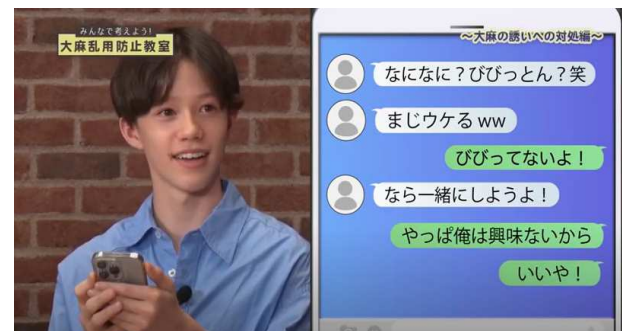 みんなで考えよう!
大麻乱用防止教室
〜大麻の誘いへの対処編〜
なになに？びびっとん？笑
まじウケる ww
びびってないよ！
なら一緒にしようよ！
やっぱ俺は興味ないから
いいや！